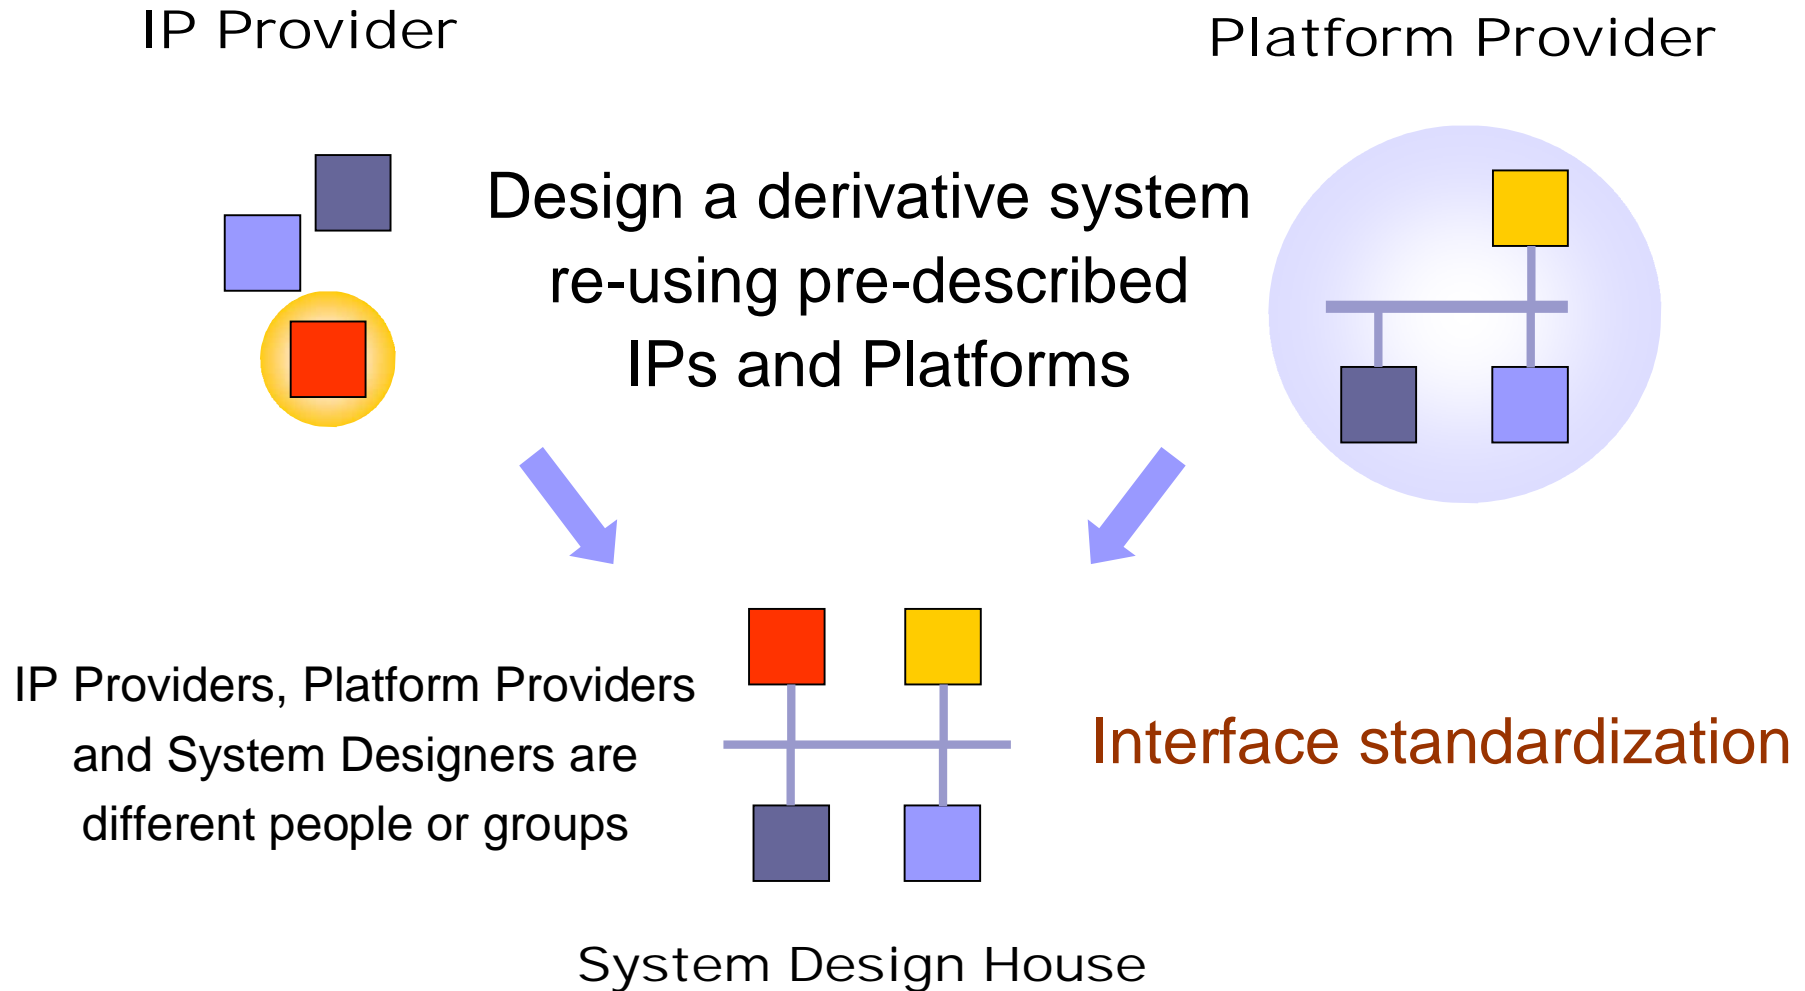 IP Provider
Platform Provider
Design a derivative system
re-using pre-described
IPs and Platforms
IP Providers, Platform Providers
and System Designers are
different people or groups
Interface standardization
System Design House